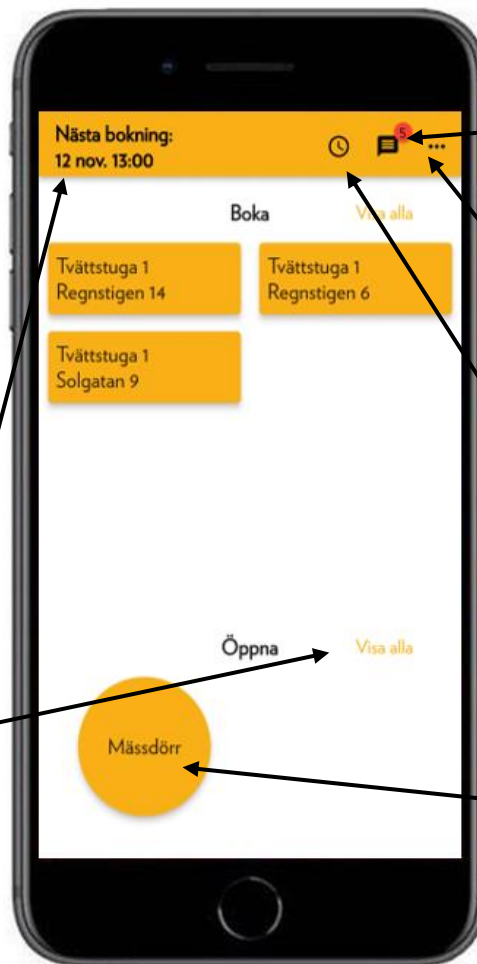 Nästa bokning:
12 nov. 13:00
5
Boka
Visa alla
Tvättstuga 1
Regnstigen 14
Tvättstuga 1
Regnstigen 6
Tvättstuga 1
Solgatan 9
Öppna
Visa alla
Mässdörr